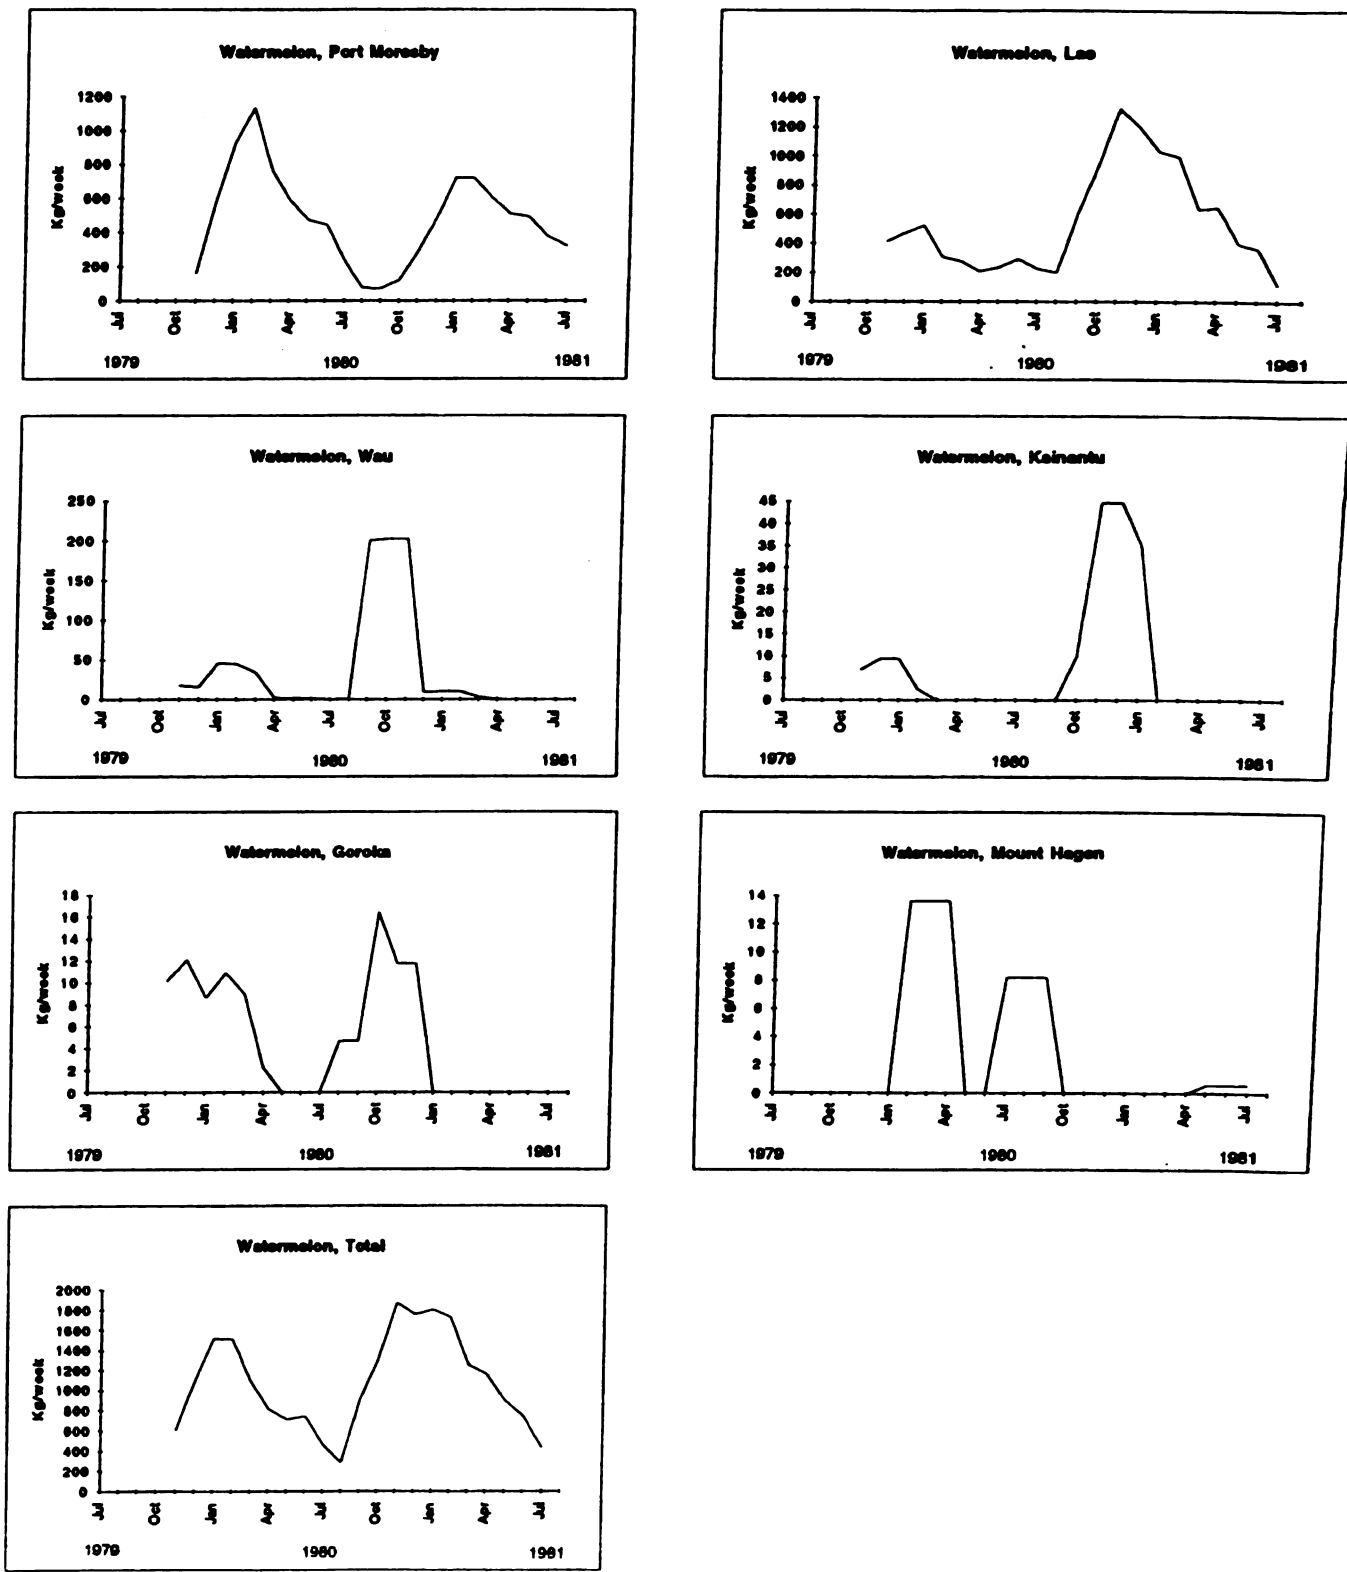 Watermelon, Port Moresby
Kg/week
1200
1000
800
600
400
200
0
Jul
Oct
Jan
Apr
Jul
Oct
Jan
Apr
Jul
1979
1980
1981
Watermelon, Lae
Kg/week
1400
1200
1000
800
600
400
200
0
Jul
Oct
Jan
Apr
Jul
Oct
Jan
Apr
Jul
1979
1980
1981
Watermelon, Wau
Kg/week
250
200
150
100
50
0
Jul
Oct
Jan
Apr
Jul
Oct
Jan
Apr
Jul
1979
1980
1981
Watermelon, Kainantu
Kg/week
45
40
35
30
25
20
15
10
5
0
Jul
Oct
Jan
Apr
Jul
Oct
Jan
Apr
Jul
1979
1980
1981
Watermelon, Goroka
Kg/week
18
16
14
12
10
8
6
4
2
0
Jul
Oct
Jan
Apr
Jul
Oct
Jan
Apr
Jul
1979
1980
1981
Watermelon, Mount Hagen
Kg/week
14
12
10
8
6
4
2
0
Jul
Oct
Jan
Apr
Jul
Oct
Jan
Apr
Jul
1979
1980
1981
Watermelon, Total
Kg/week
2000
1800
1600
1400
1200
1000
800
600
400
200
0
Jul
Oct
Jan
Apr
Jul
Oct
Jan
Apr
Jul
1979
1980
1981